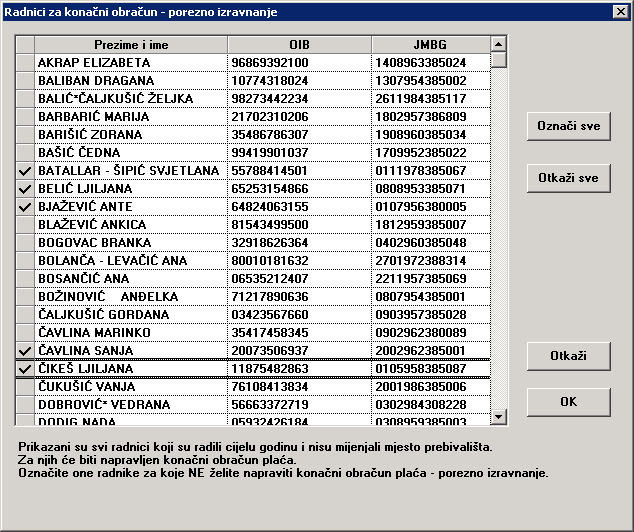 Radnici za konačni obračun - porezno izravnanje
Prezime i ime OIB JMBG
AKRAP ELIZABETA 96869392100 1408963385024
BALIBAN DRAGANA 10774318024 1307954385002
BALIĆ*ČALJKUŠIĆ ŽELJKA 98273442234 2611984385117
BARBARIĆ MARIJA 21702310206 1802957386809
BARIŠIĆ ZORANA 35486786307 1908960385034
BAŠIĆ ČEDNA 99419901037 1709952385022
BATALLAR - ŠIPIĆ SVJETLANA 55788414501 0111978385067
BELIĆ LJILJANA 65253154866 0808953385071
BJAŽEVIĆ ANTE 64824063155 0107956380005
BLAŽEVIĆ ANKICA 81543499500 1812959385007
BOGOVAC BRANKA 32918626364 0402960385048
BOLANČA - LEVAČIĆ ANA 80010181632 2701972388314
BOSANČIĆ ANA 06535212407 2211957385069
BOŽINOVIĆ ANĐELKA 71217890636 0807954385001
ČALJKUŠIĆ GORDANA 03423567660 0903957385028
ČAVLINA MARINKO 35417458345 0902962380089
ČAVLINA SANJA 20073506937 2002962385001
ČIKEŠ LJILJANA 11875482863 0105958385087
ČUKUŠIĆ VANJA 76108413834 2001986385006
DOBROVIĆ* VEDRANA 56663372719 0302984308228
DODIG NADA 05932426184 0308959385003
Označi sve
Otkaži sve
Otkaži
OK
Prikazani su svi radnici koji su radili cijelu godinu i nisu mijenjali mjesto prebivališta.
Za njih će biti napravljen konačni obračun plaća.
Označite one radnike za koje NE želite napraviti konačni obračun plaća - porezno izravnanje.